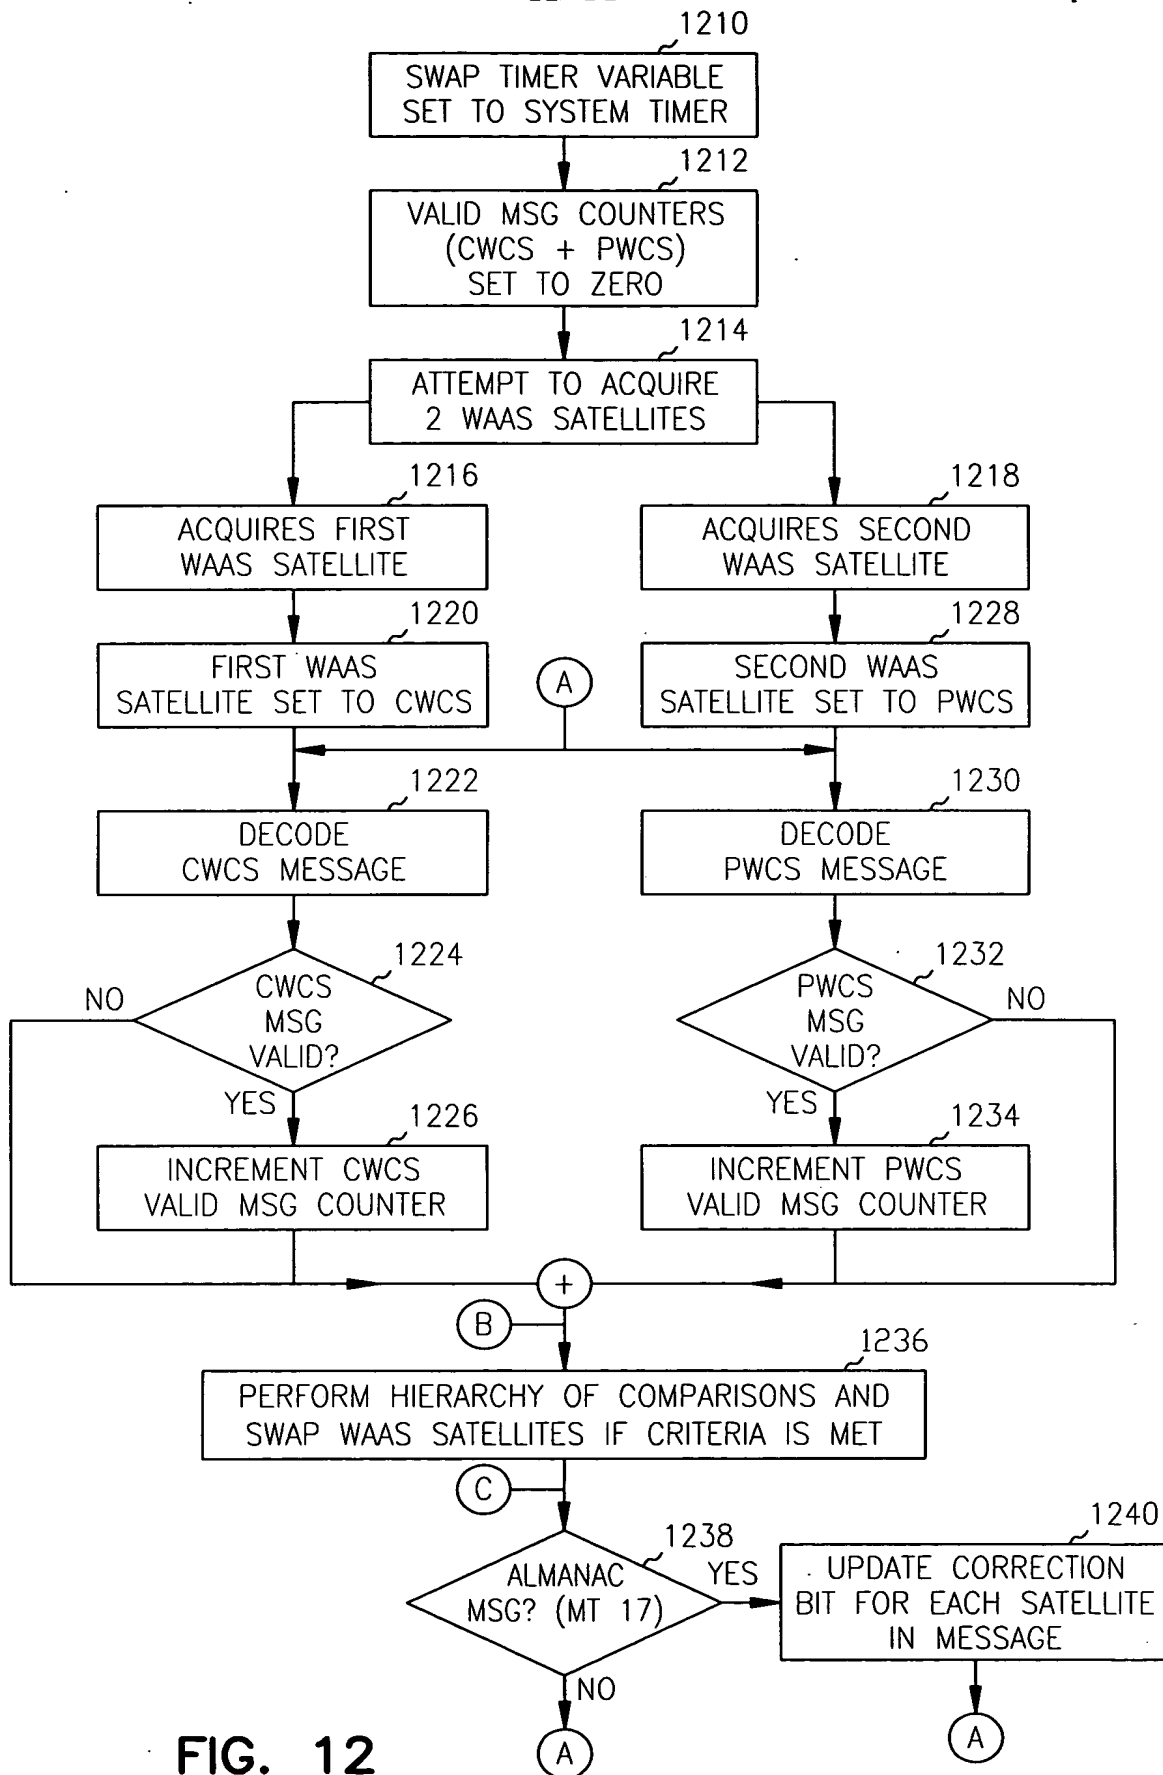 1210
SWAP TIMER VARIABLE
SET TO SYSTEM TIMER
1212
VALID MSG COUNTERS
(CWCS + PWCS)
SET TO ZERO
1214
ATTEMPT TO ACQUIRE
2 WAAS SATELLITES
1216
ACQUIRES FIRST
WAAS SATELLITE
1218
ACQUIRES SECOND
WAAS SATELLITE
1220
FIRST WAAS
SATELLITE SET TO CWCS
A
1228
SECOND WAAS
SATELLITE SET TO PWCS
1222
DECODE
CWCS MESSAGE
1230
DECODE
PWCS MESSAGE
1224
CWCS
MSG
VALID?
NO
YES
1232
PWCS
MSG
VALID?
NO
YES
1226
INCREMENT CWCS
VALID MSG COUNTER
1234
INCREMENT PWCS
VALID MSG COUNTER
+
B
1236
PERFORM HIERARCHY OF COMPARISONS AND
SWAP WAAS SATELLITES IF CRITERIA IS MET
C
1238
ALMANAC
MSG? (MT 17)
YES
1240
UPDATE CORRECTION
BIT FOR EACH SATELLITE
IN MESSAGE
NO
A
A
FIG. 12